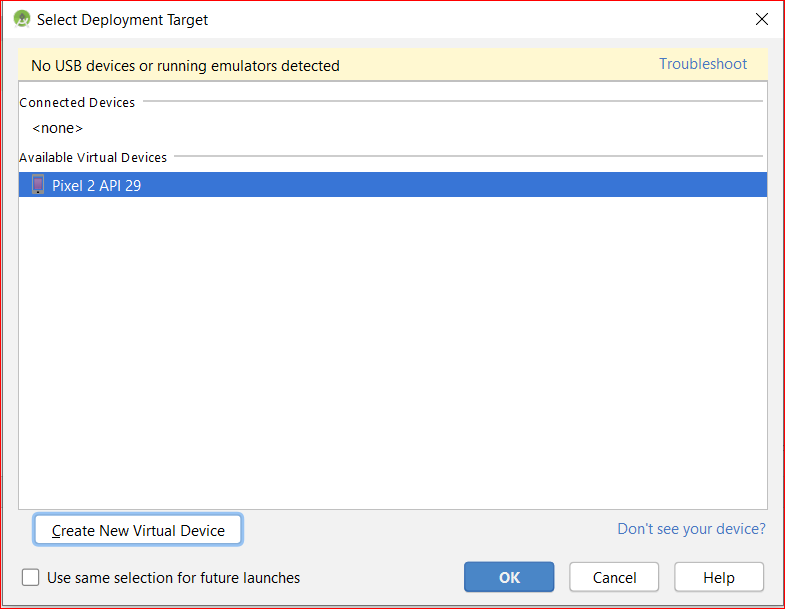 Select Deployment Target
No USB devices or running emulators detected
Troubleshoot
Connected Devices
<none>
Available Virtual Devices
Pixel 2 API 29
Create New Virtual Device
Don't see your device?
Use same selection for future launches
OK
Cancel
Help